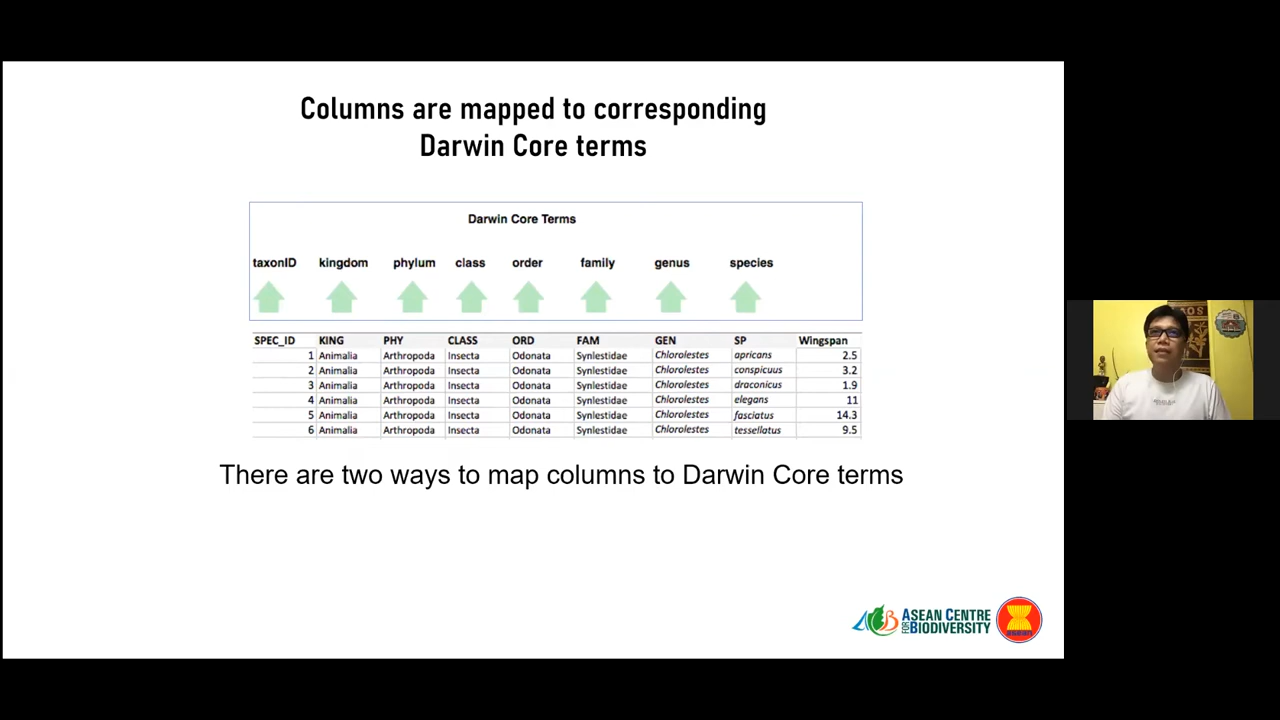 Columns are mapped to corresponding
Darwin Core terms
Darwin Core Terms
taxonID kingdom phylum class order family genus species
SPEC_ID KING PHY CLASS ORD FAM GEN SP Wingspan
1 Animalia Arthropoda Insecta Odonata Synlestidae Chlorolestes apricans 2.5
2 Animalia Arthropoda Insecta Odonata Synlestidae Chlorolestes conspicuus 3.2
3 Animalia Arthropoda Insecta Odonata Synlestidae Chlorolestes draconicus 1.9
4 Animalia Arthropoda Insecta Odonata Synlestidae Chlorolestes elegans 11
5 Animalia Arthropoda Insecta Odonata Synlestidae Chlorolestes fasciatus 14.3
6 Animalia Arthropoda Insecta Odonata Synlestidae Chlorolestes tessellatus 9.5
There are two ways to map columns to Darwin Core terms
ASEAN CENTRE
FOR BIODIVERSITY
asean